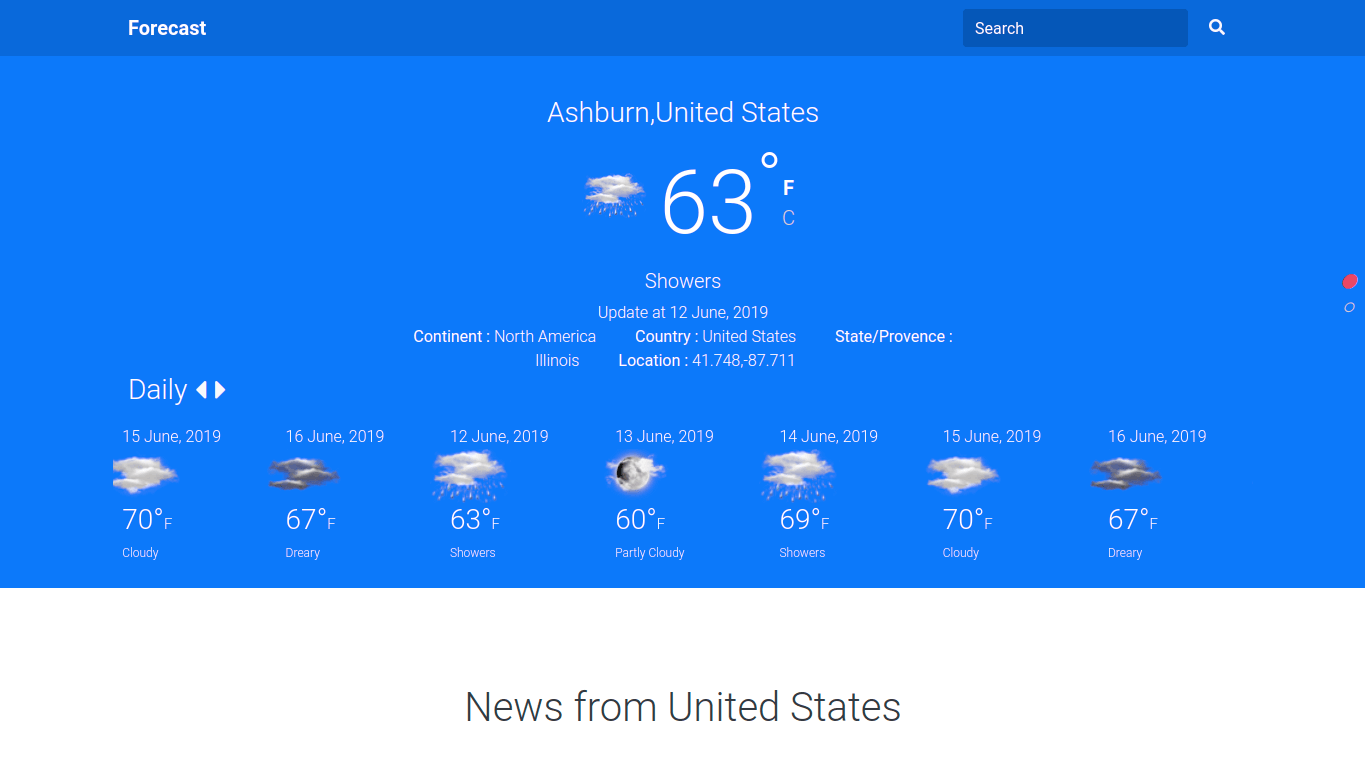 Forecast Search
Ashburn,United States
63° F
C
Showers
Update at 12 June, 2019
Continent : North America Country : United States State/Provence :
Illinois Location : 41.748,-87.711
Daily
15 June, 2019 16 June, 2019 12 June, 2019 13 June, 2019 14 June, 2019 15 June, 2019 16 June, 2019
70°F 67°F 63°F 60°F 69°F 70°F 67°F
Cloudy Dreary Showers Partly Cloudy Showers Cloudy Dreary
News from United States